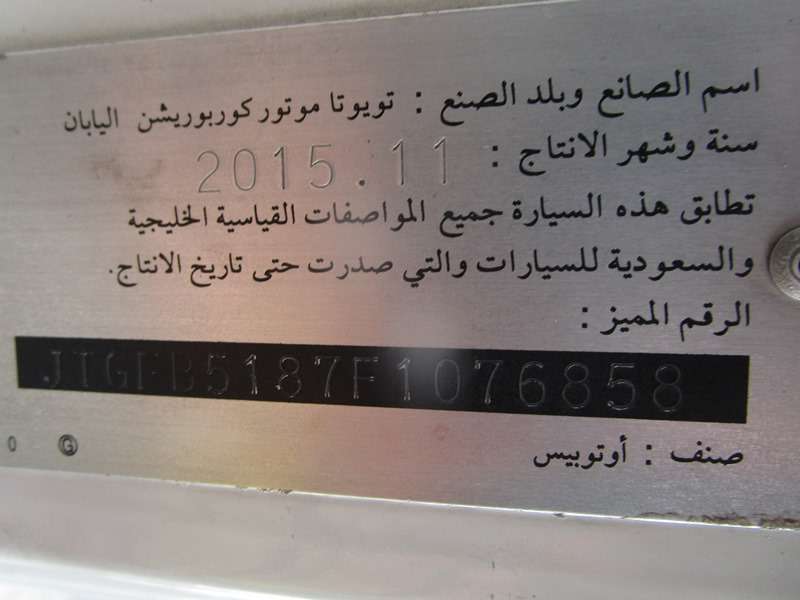 اسم الصانع وبلد الصنع : تويوتا موتور كوربوريشن اليابان
سنة وشهر الانتاج : 2015.11
تطابق هذه السيارة جميع المواصفات القياسية الخليجية
والسعودية للسيارات والتي صدرت حتى تاريخ الانتاج.
الرقم المميز :
JTGFB5187F1076858
صنف : أوتوبيس
0 G